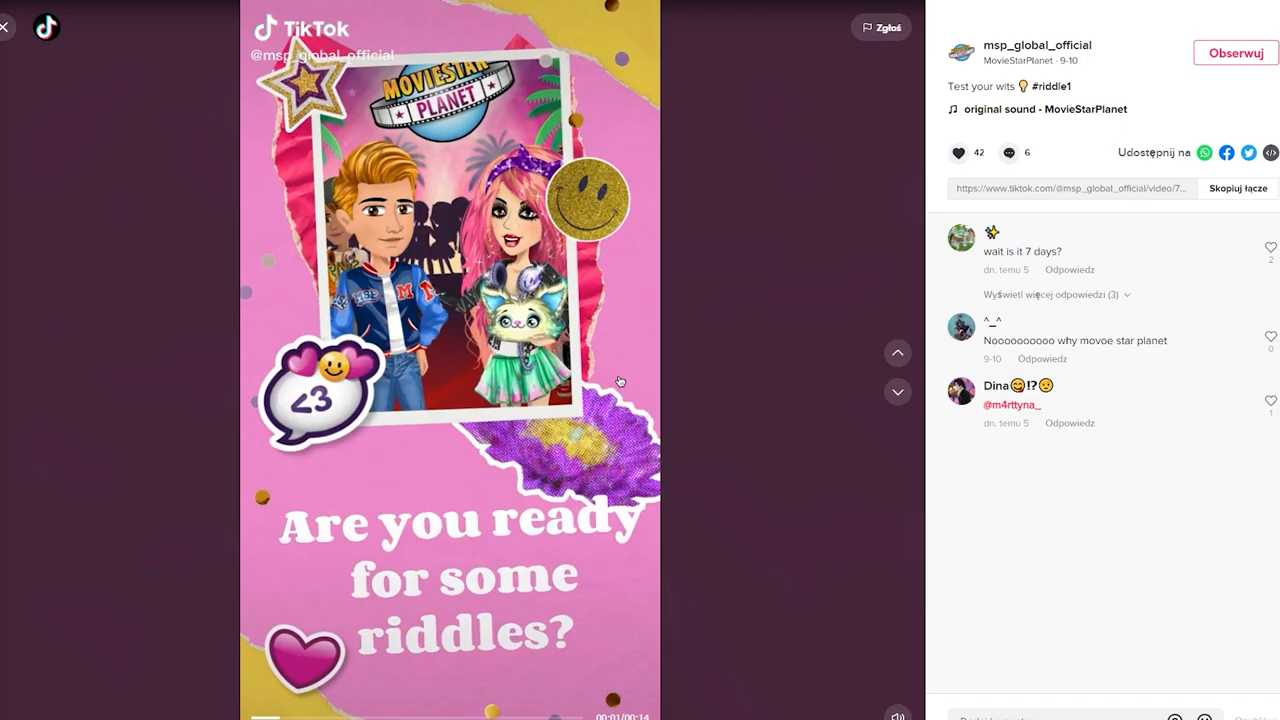 TikTok
@msp_global_official
MOVIESTAR
PLANET
MSP M
<3
Are you ready
for some
riddles?
00:01/00:14
Zgłoś
msp_global_official
MovieStarPlanet · 9-10
Obserwuj
Test your wits 💡 #riddle1
original sound - MovieStarPlanet
42
6
Udostępnij na
https://www.tiktok.com/@msp_global_official/video/7...
Skopiuj łącze
✨
wait is it 7 days?
2
dn. temu 5 Odpowiedz
Wyświetl więcej odpowiedzi (3)
^_^
Noooooooooo why movoe star planet
0
9-10 Odpowiedz
Dina😋⁉️😏
@m4rttyna_
1
dn. temu 5 Odpowiedz